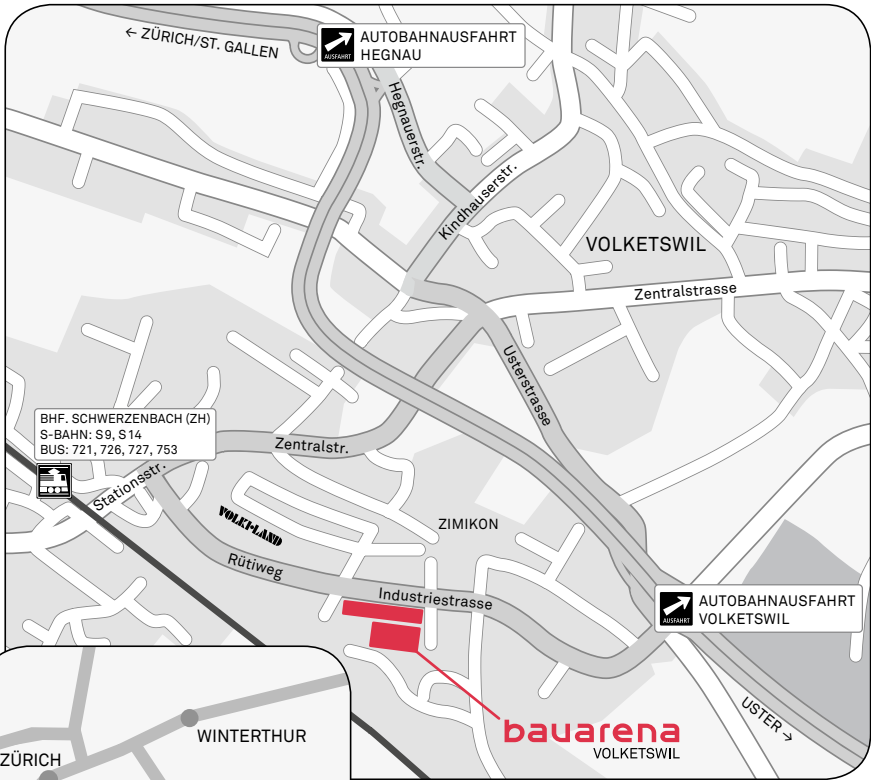 ← ZÜRICH/ST. GALLEN
AUSFAHRT
AUTOBAHNAUSFAHRT
HEGNAU
Hegnauerstr.
Kindhauserstr.
VOLKETSWIL
Zentralstrasse
Usterstrasse
BHF. SCHWERZENBACH (ZH)
S-BAHN: S9, S14
BUS: 721, 726, 727, 753
Zentralstr.
Stationsstr.
VOLKI-LAND
ZIMIKON
Rütiweg
Industriestrasse
AUSFAHRT
AUTOBAHNAUSFAHRT
VOLKETSWIL
USTER →
bauarena
VOLKETSWIL
WINTERTHUR
ZÜRICH